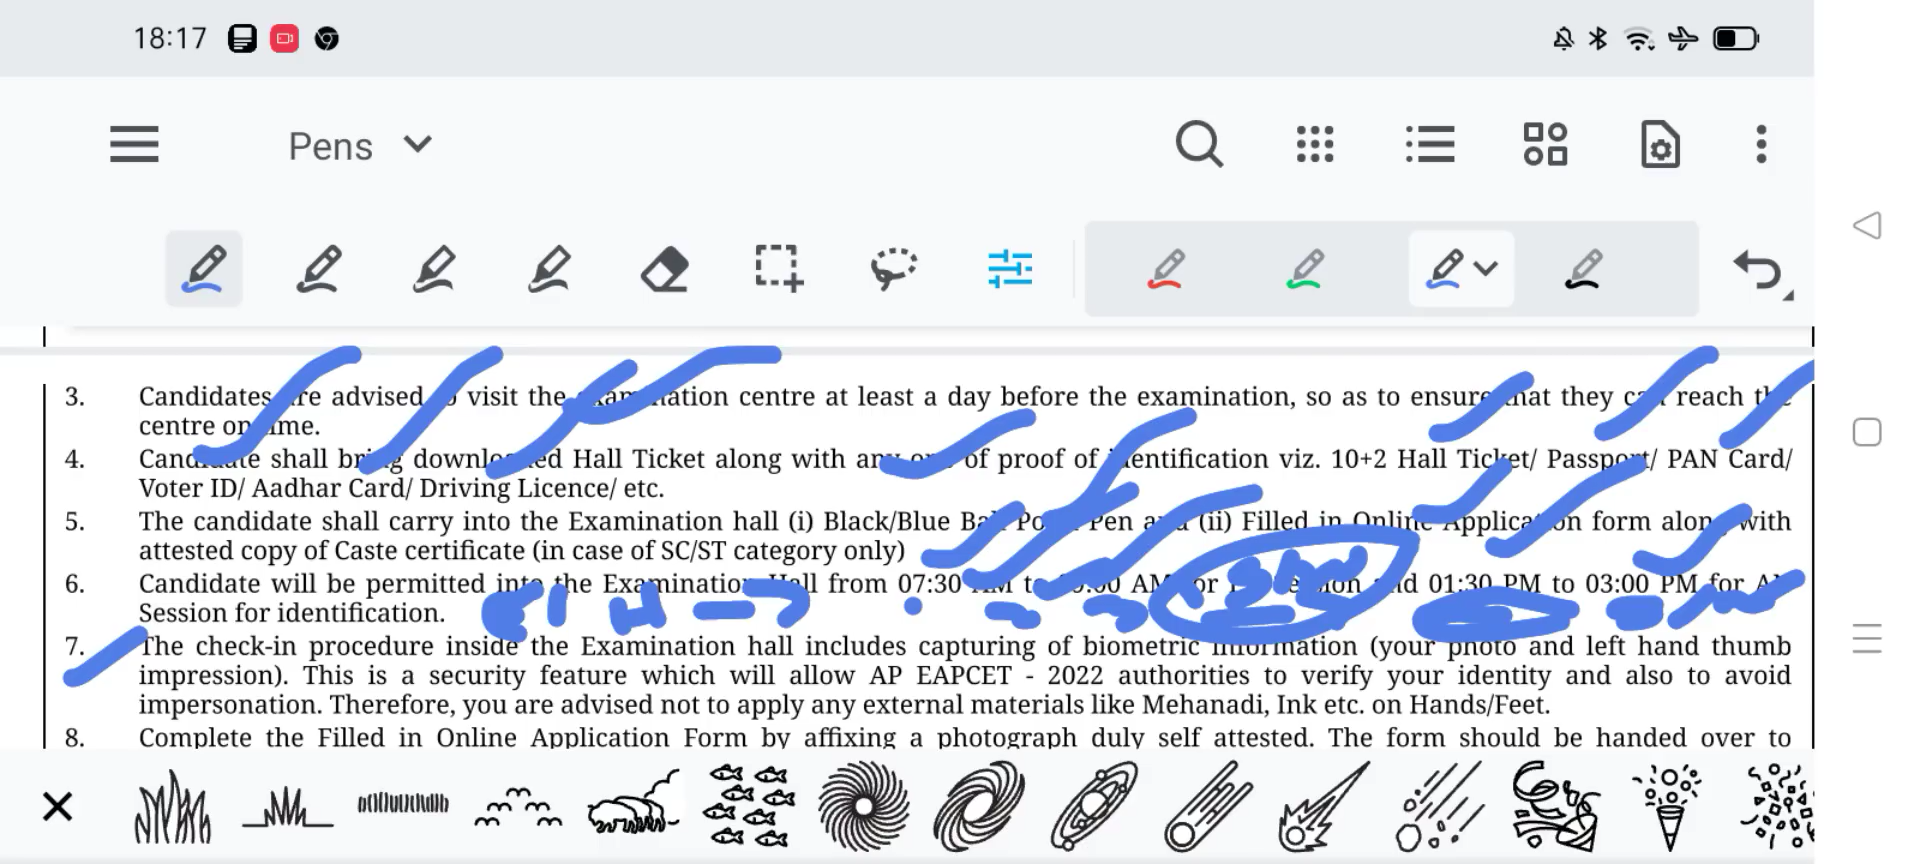 18:17
Pens
3. Candidates advised visit the examination centre at least a day before the examination, so as to ensure that they can reach the
centre on time.
4. Candidate shall bring downloaded Hall Ticket along with any one of proof of identification viz. 10+2 Hall Ticket/ Passport/ PAN Card/
Voter ID/ Aadhar Card/ Driving Licence/ etc.
5. The candidate shall carry into the Examination hall (i) Black/Blue Ball Point Pen and (ii) Filled in Online Application form along with
attested copy of Caste certificate (in case of SC/ST category only)
6. Candidate will be permitted into the Examination Hall from 07:30 AM to AM for and 01:30 PM to 03:00 PM for
Session for identification.
7. The check-in procedure inside the Examination hall includes capturing of biometric information (your photo and left hand thumb
impression). This is a security feature which will allow AP EAPCET - 2022 authorities to verify your identity and also to avoid
impersonation. Therefore, you are advised not to apply any external materials like Mehanadi, Ink etc. on Hands/Feet.
8. Complete the Filled in Online Application Form by affixing a photograph duly self attested. The form should be handed over to